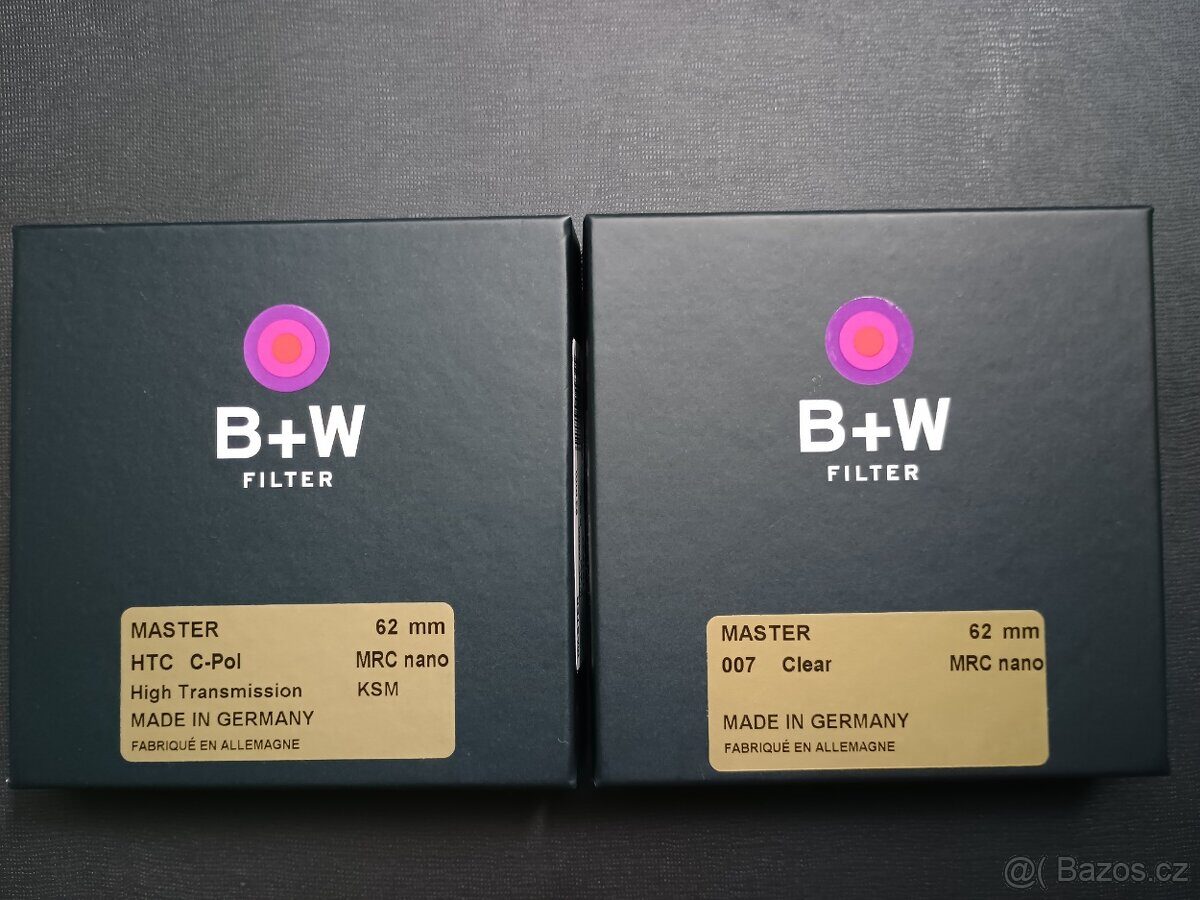 B+W
FILTER
MASTER 62 mm
HTC C-Pol MRC nano
High Transmission KSM
MADE IN GERMANY
FABRIQUÉ EN ALLEMAGNE
B+W
FILTER
MASTER 62 mm
007 Clear MRC nano
MADE IN GERMANY
FABRIQUÉ EN ALLEMAGNE
@( Bazos.cz